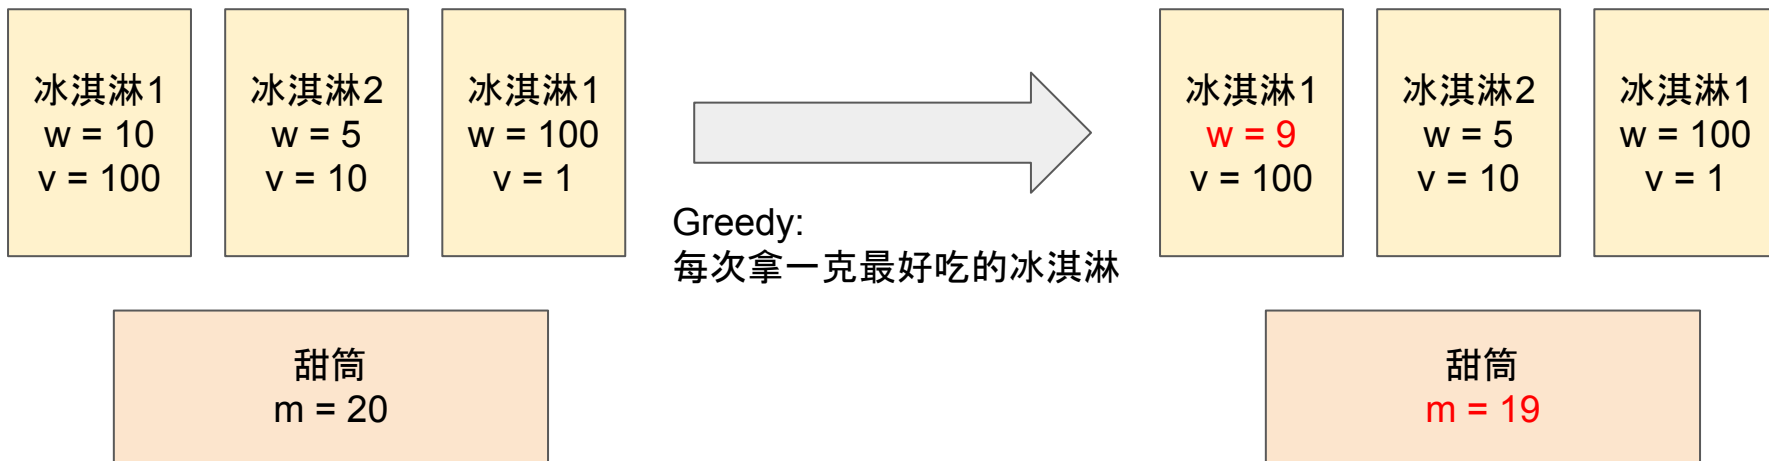 冰淇淋1
w = 10
v = 100
冰淇淋2
w = 5
v = 10
冰淇淋1
w = 100
v = 1
Greedy:
每次拿一克最好吃的冰淇淋
冰淇淋1
w = 9
v = 100
冰淇淋2
w = 5
v = 10
冰淇淋1
w = 100
v = 1
甜筒
m = 20
甜筒
m = 19